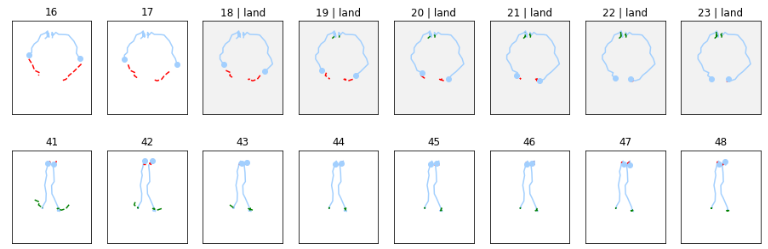 16 17 18 | land 19 | land 20 | land 21 | land 22 | land 23 | land
41 42 43 44 45 46 47 48